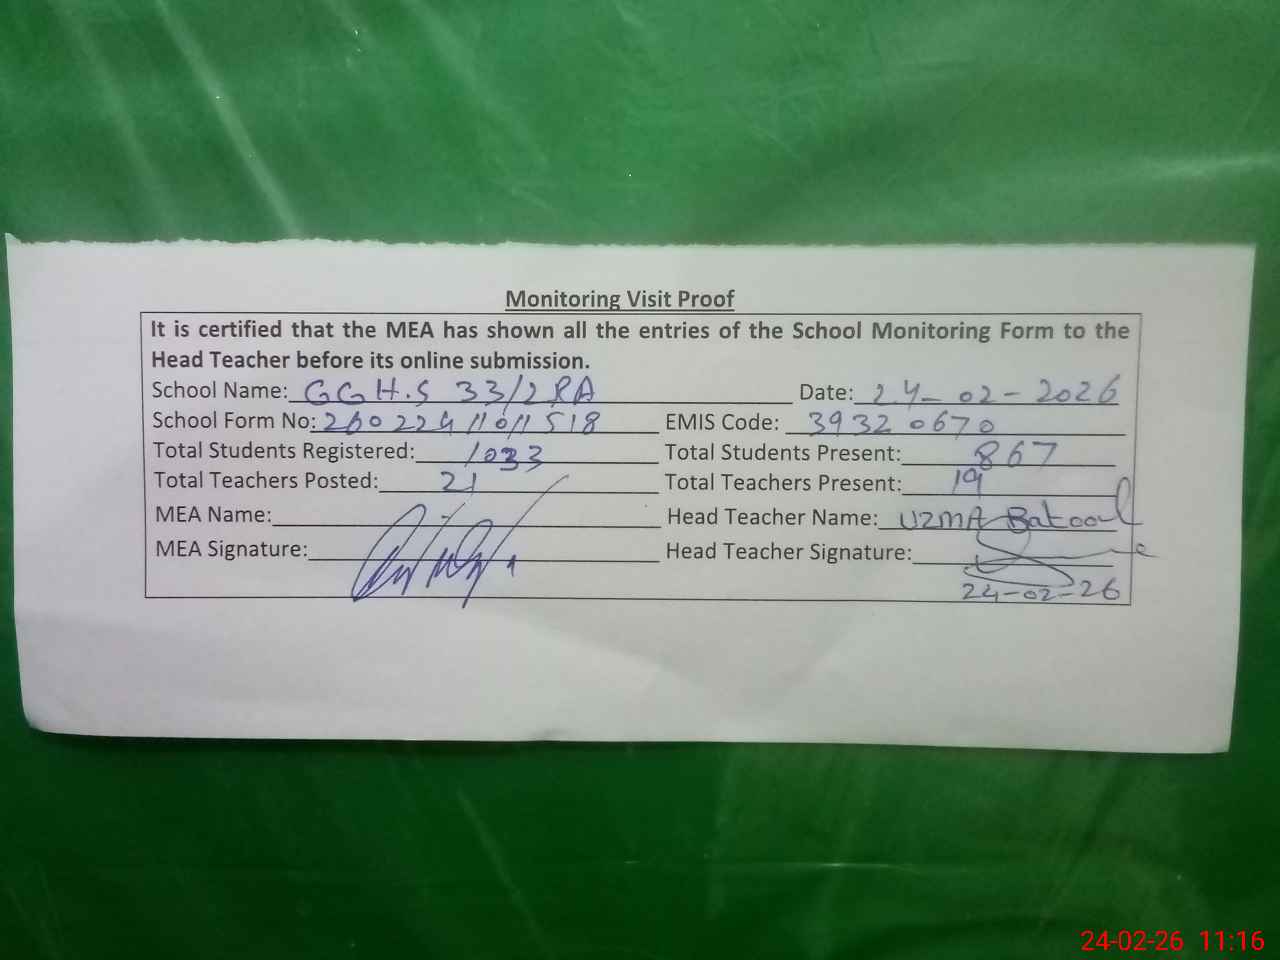 Monitoring Visit Proof
It is certified that the MEA has shown all the entries of the School Monitoring Form to the
Head Teacher before its online submission.
School Name: GGH.S 33/2RA Date: 24-02-2026
School Form No: 26022411011518 EMIS Code: 39320670
Total Students Registered: 1033 Total Students Present: 867
Total Teachers Posted: 21 Total Teachers Present: 19
MEA Name: Head Teacher Name: UZMA Batool
MEA Signature: Head Teacher Signature:
24-02-26
24-02-26 11:16